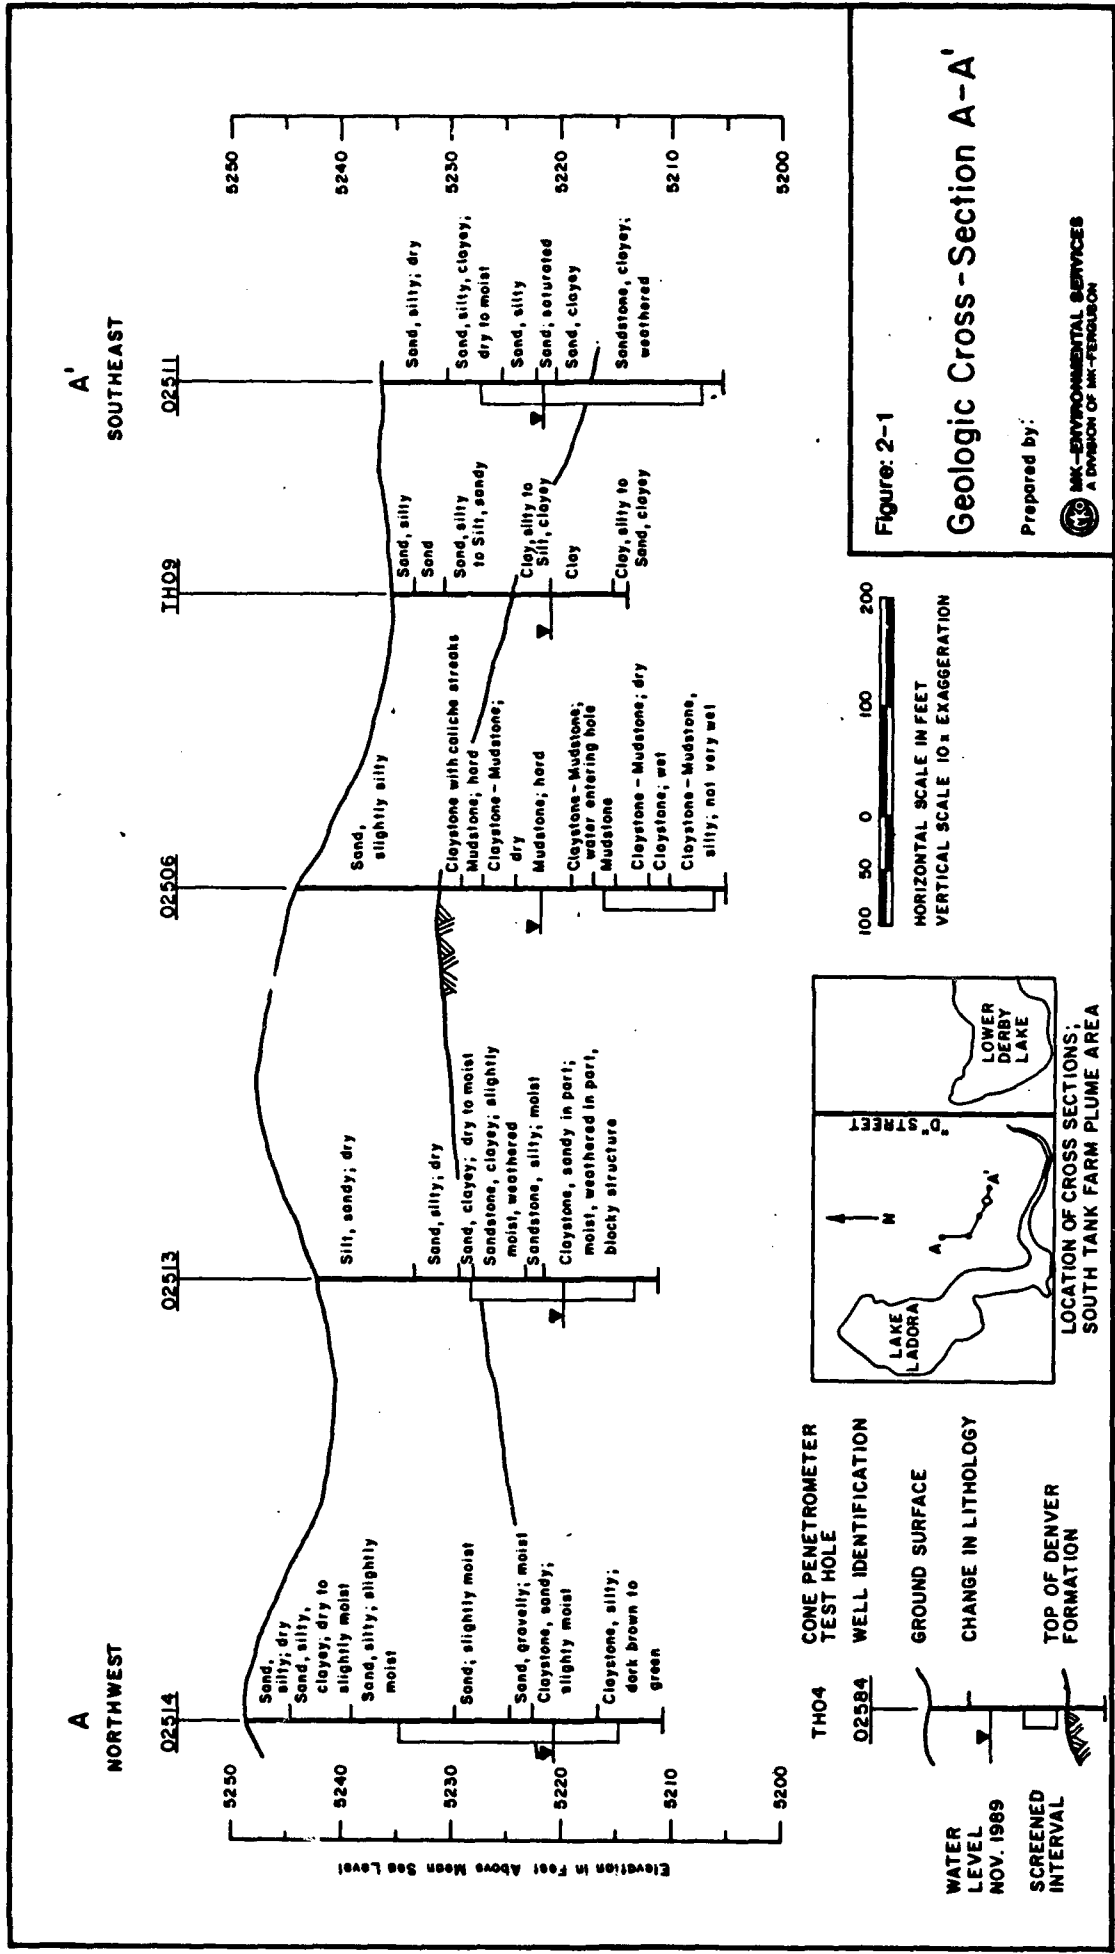 A
NORTHWEST
A'
SOUTHEAST
02514
02513
02506
TH09
02511
Elevation in Feet Above Mean Sea Level
5250
5240
5230
5220
5210
5200
Sand,
silty; dry
Sand, silty,
clayey; dry to
slightly moist
Sand, silty; slightly
moist
Sand; slightly moist
Sand, gravelly; moist
Claystone, sandy;
slightly moist
Claystone, silty;
dark brown to
green
Silt, sandy; dry
Sand, silty; dry
Sand, clayey; dry to moist
Sandstone, clayey; slightly
moist, weathered
Sandstone, silty; moist
Claystone, sandy in part;
moist, weathered in part,
blocky structure
Sand,
slightly silty
Claystone with caliche streaks
Mudstone; hard
Claystone-Mudstone;
dry
Mudstone; hard
Claystone-Mudstone;
water entering hole
Mudstone
Claystone-Mudstone; dry
Claystone; wet
Claystone-Mudstone,
silty; not very wet
Sand, silty
Sand
Sand, silty
to Silt, sandy
Clay, silty to
Silt, clayey
Clay
Clay, silty to
Sand, clayey
Sand, silty; dry
Sand, silty, clayey;
dry to moist
Sand, silty
Sand; saturated
Sand, clayey
Sandstone, clayey;
weathered
5250
5240
5230
5220
5210
5200
TH04
CONE PENETROMETER
TEST HOLE
02584
WELL IDENTIFICATION
GROUND SURFACE
CHANGE IN LITHOLOGY
TOP OF DENVER
FORMATION
WATER
LEVEL
NOV. 1989
SCREENED
INTERVAL
LAKE
LADORA
A
A'
N
"D" STREET
LOWER
DERBY
LAKE
LOCATION OF CROSS SECTIONS;
SOUTH TANK FARM PLUME AREA
100 50 0 100 200
HORIZONTAL SCALE IN FEET
VERTICAL SCALE 10x EXAGGERATION
Figure: 2-1
Geologic Cross-Section A-A'
Prepared by:
MK-ENVIRONMENTAL SERVICES
A DIVISION OF MK-FERGUSON